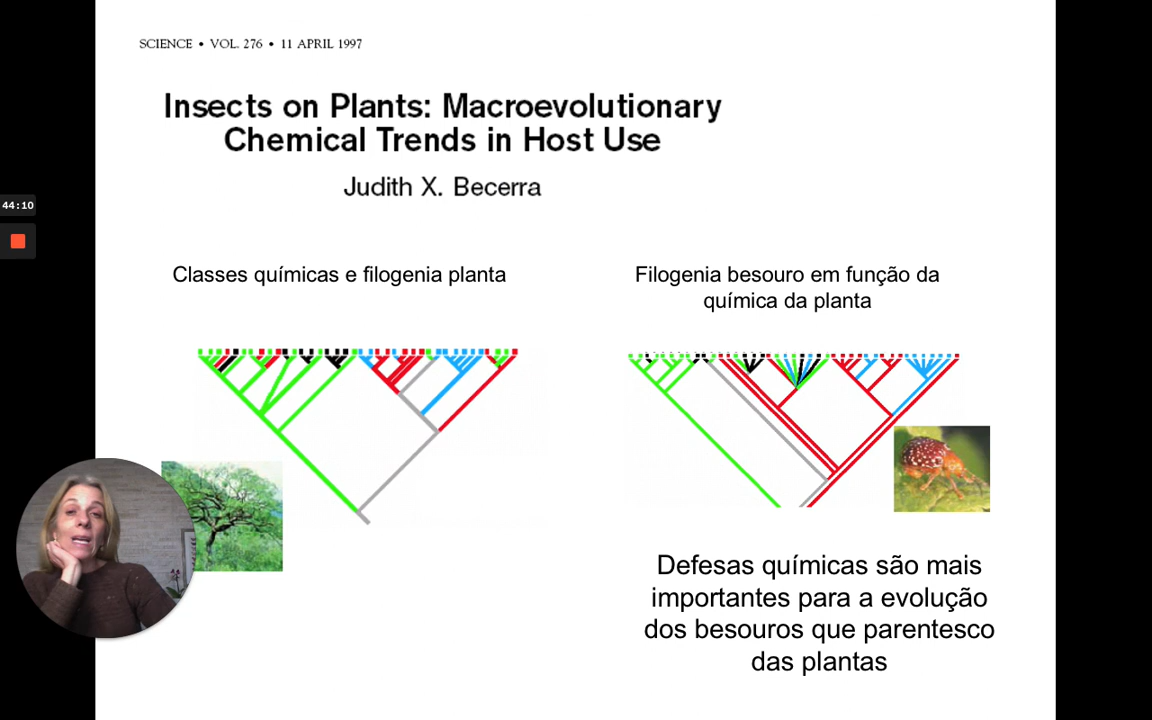 SCIENCE • VOL. 276 • 11 APRIL 1997
Insects on Plants: Macroevolutionary
Chemical Trends in Host Use
Judith X. Becerra
44:10
Classes químicas e filogenia planta
Filogenia besouro em função da
química da planta
Defesas químicas são mais
importantes para a evolução
dos besouros que parentesco
das plantas